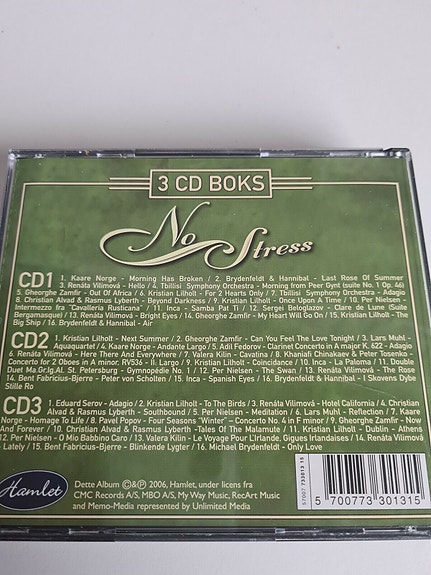 3 CD BOKS
No Stress
CD1 1. Kaare Norge - Morning Has Broken / 2. Brydenfeldt & Hannibal - Last Rose Of Summer
3. Renáta Vilimová - Hello / 4. Tbilissi Symphony Orchestra - Morning from Peer Gynt (suite No. 1 Op. 46)
5. Gheorghe Zamfir - Out Of Africa / 6. Kristian Lilholt - For 2 Hearts Only / 7. Tbilisi Symphony Orchestra - Adagio
8. Christian Alvad & Rasmus Lyberth - Beyond Darkness / 9. Kristian Lilholt - Once Upon A Time / 10. Per Nielsen -
Intermezzo fra "Cavalleria Rusticana" / 11. Inca - Samba Pa Ti / 12. Sergei Beloglazov - Clare de Lune (Suite
Bergamasque) / 13. Renáta Vilimová - Bright Eyes / 14. Gheorghe Zamfir - My Heart Will Go On / 15. Kristian Lilholt - The
Big Ship / 16. Brydenfeldt & Hannibal - Air
CD2 1. Kristian Lilholt - Next Summer / 2. Gheorghe Zamfir - Can You Feel The Love Tonight / 3. Lars Muhl -
Aquaquartet / 4. Kaare Norge - Andante Largo / 5. Adil Fedorov - Clarinet Concerto in A major K. 622 - Adagio
6. Renáta Vilimová - Here There And Everywhere / 7. Valera Kilin - Cavatina / 8. Khaniafi Chinakaev & Peter Tosenko -
Concerto for 2 Oboes in A minor, RV536 - II: Largo / 9. Kristian Lilholt - Coincidance / 10. Inca - La Paloma / 11. Double
Duet Ma.Gr.Ig.Al. St. Petersburg - Gymnopédie No. 1 / 12. Per Nielsen - The Swan / 13. Renáta Vilimová - The Rose
14. Bent Fabricius-Bjerre - Peter von Scholten / 15. Inca - Spanish Eyes / 16. Brydenfeldt & Hannibal - I Skovens Dybe
Stille Ro
CD3 1. Eduard Serov - Adagio / 2. Kristian Lilholt - To The Birds / 3. Renáta Vilimová - Hotel California / 4. Christian
Alvad & Rasmus Lyberth - Southbound / 5. Per Nielsen - Meditation / 6. Lars Muhl - Reflection / 7. Kaare
Norge - Homage To Life / 8. Pavel Popov - Four Seasons "Winter" - Concerto No. 4 in F minor / 9. Gheorghe Zamfir - Now
And Forever / 10. Christian Alvad & Rasmus Lyberth -Tales Of The Malamute / 11. Kristian Lilholt - Dublin - Athens
12. Per Nielsen - O Mio Babbino Caro / 13. Valera Kilin - Le Voyage Pour L'Irlande, Gigues Irlandaises / 14. Renáta Vilimová
- Lately / 15. Bent Fabricius-Bjerre - Blinkende Lygter / 16. Michael Brydenfeldt - Only Love
Hamlet
Dette Album ©&℗ 2006, Hamlet, under licens fra
CMC Records A/S, MBO A/S, My Way Music, RecArt Music
and Memo-Media represented by Unlimited Media
57007 733013 15
5 700773 301315